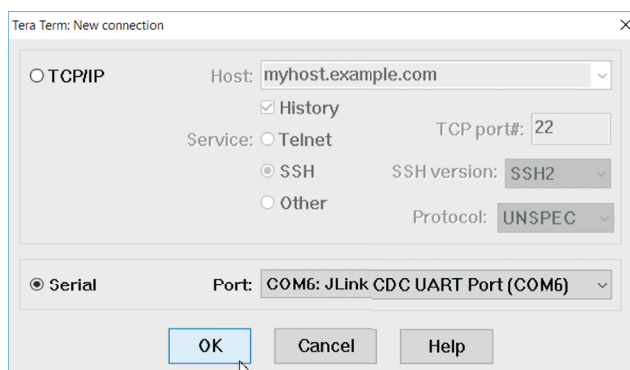 Tera Term: New connection
TCP/IP Host: myhost.example.com
History
Service: Telnet TCP port#: 22
SSH SSH version: SSH2
Other Protocol: UNSPEC
Serial Port: COM6: JLink CDC UART Port (COM6)
OK Cancel Help